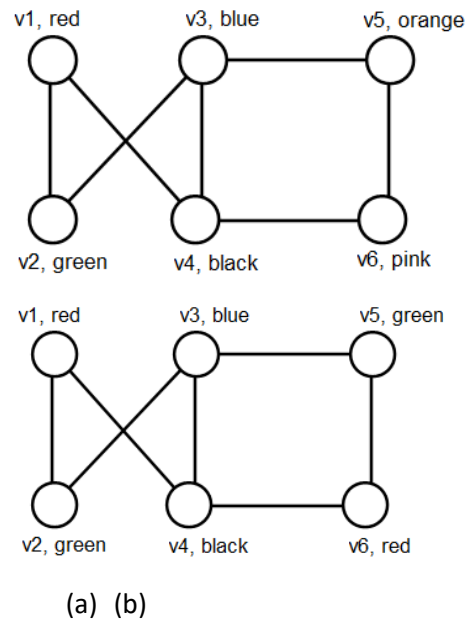 v1, red v3, blue v5, orange
v2, green v4, black v6, pink
v1, red v3, blue v5, green
v2, green v4, black v6, red
(a) (b)